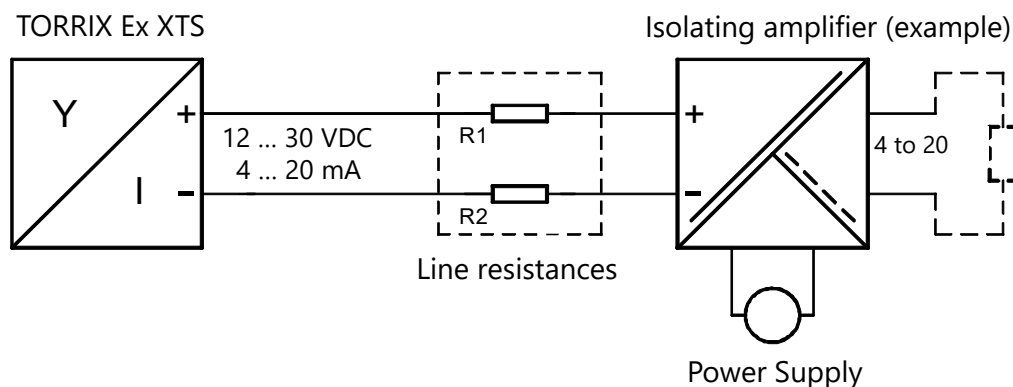 TORRIX Ex XTS
Isolating amplifier (example)
Y
I
+
-
12 ... 30 VDC
4 ... 20 mA
R1
R2
Line resistances
+
-
4 to 20
Power Supply